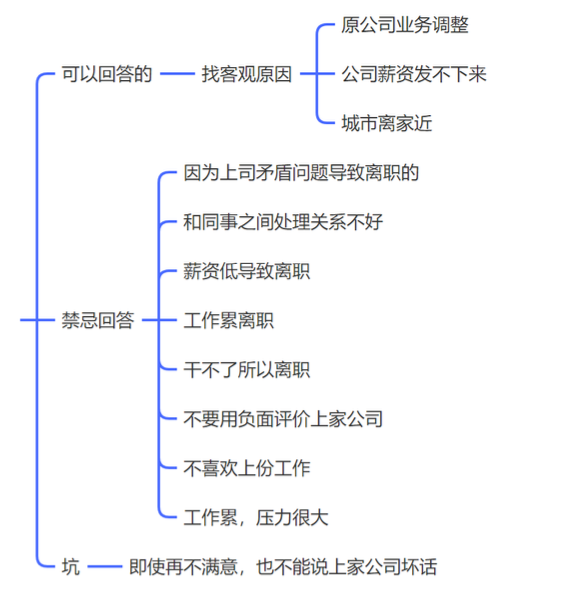 原公司业务调整
可以回答的
找客观原因
公司薪资发不下来
城市离家近
因为上司矛盾问题导致离职的
和同事之间处理关系不好
薪资低导致离职
禁忌回答
工作累离职
干不了所以离职
不要用负面评价上家公司
不喜欢上份工作
工作累，压力很大
坑
即使再不满意，也不能说上家公司坏话